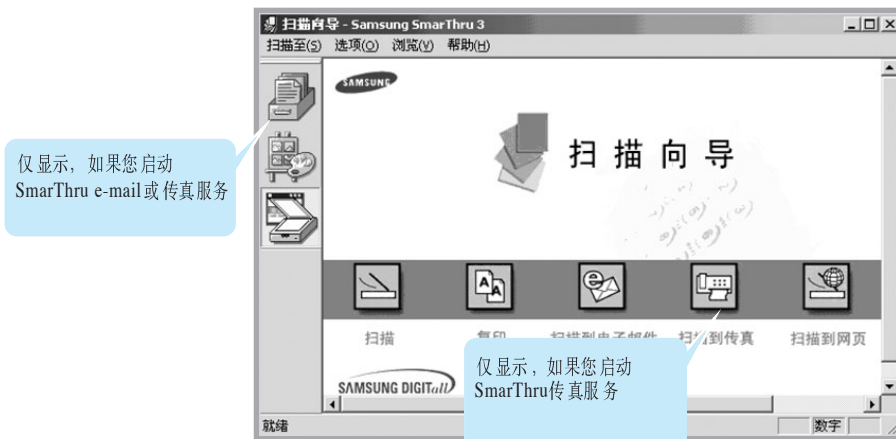 扫描向导 - Samsung SmarThru 3
扫描至(S) 选项(O) 浏览(V) 帮助(H)
SAMSUNG
扫描向导
仅显示，如果您启动
SmarThru e-mail或传真服务
扫描 复印 扫描到电子邮件 扫描到传真 扫描到网页
仅显示，如果您启动
SmarThru传真服务
SAMSUNG DIGITall
就绪 数字